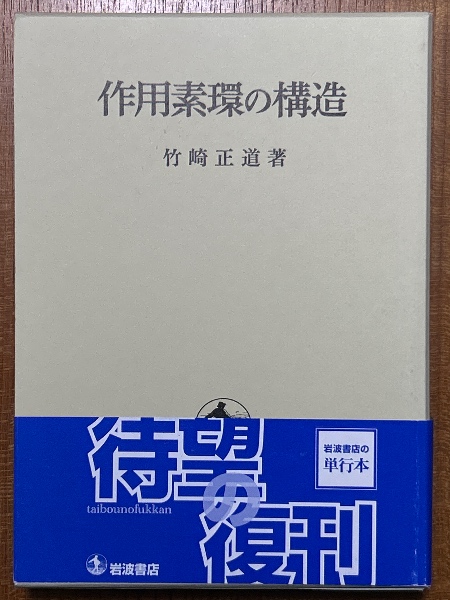 作用素環の構造
竹崎正道著
待望
の
復刊
taibounofukkan
岩波書店の
単行本
岩波書店